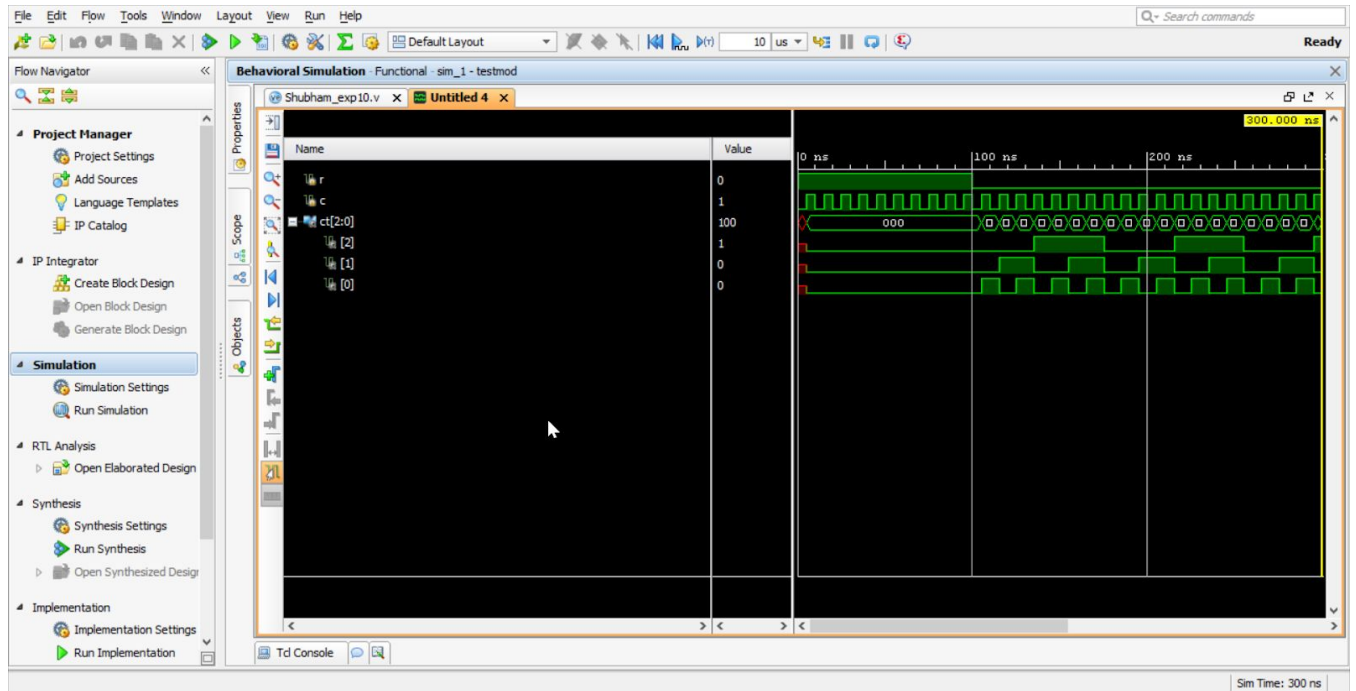 File Edit Flow Tools Window Layout View Run Help
Search commands
Default Layout
10 us
Ready
Flow Navigator
Behavioral Simulation - Functional - sim_1 - testmod
Shubham_exp10.v
Untitled 4
Project Manager
Project Settings
Add Sources
Language Templates
IP Catalog
IP Integrator
Create Block Design
Open Block Design
Generate Block Design
Simulation
Simulation Settings
Run Simulation
RTL Analysis
Open Elaborated Design
Synthesis
Synthesis Settings
Run Synthesis
Open Synthesized Desig
Implementation
Implementation Settings
Run Implementation
Properties
Scope
Objects
300.000 ns
Name Value
0 ns 100 ns 200 ns
r 0
c 1
ct[2:0] 100 000
[2] 1
[1] 0
[0] 0
Tcl Console
Sim Time: 300 ns